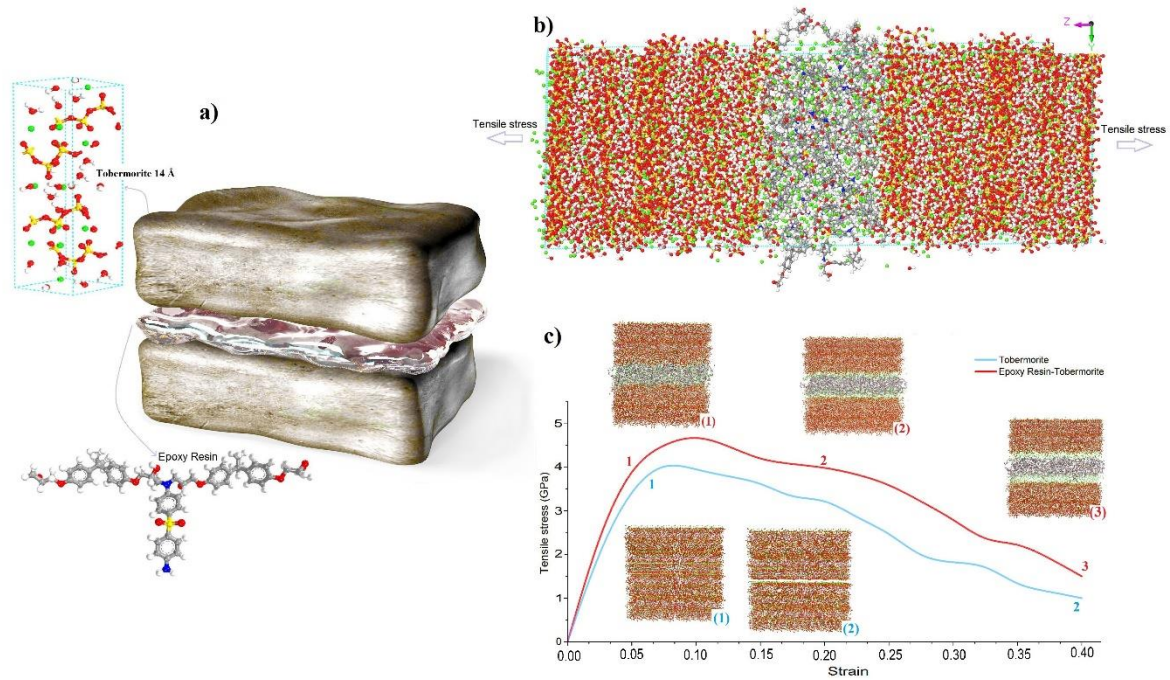 a)
Tobermorite 14 Å
Epoxy Resin
b)
Z
Tensile stress
Tensile stress
c)
Tobermorite
Epoxy Resin-Tobermorite
(1)
(2)
(3)
1
2
3
1
2
(1)
(2)
Tensile stress (GPa)
5
4
3
2
1
0
0.00 0.05 0.10 0.15 0.20 0.25 0.30 0.35 0.40
Strain